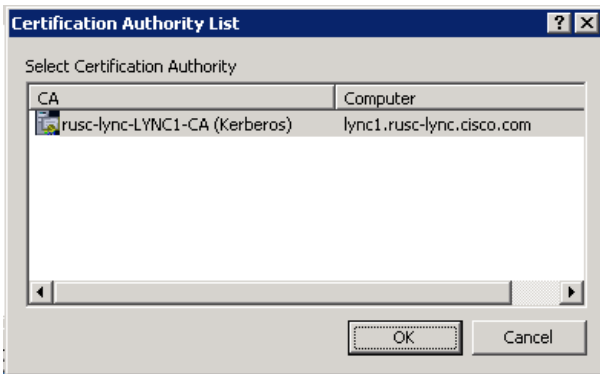 Certification Authority List
Select Certification Authority
CA Computer
rusc-lync-LYNC1-CA (Kerberos) lync1.rusc-lync.cisco.com
OK Cancel